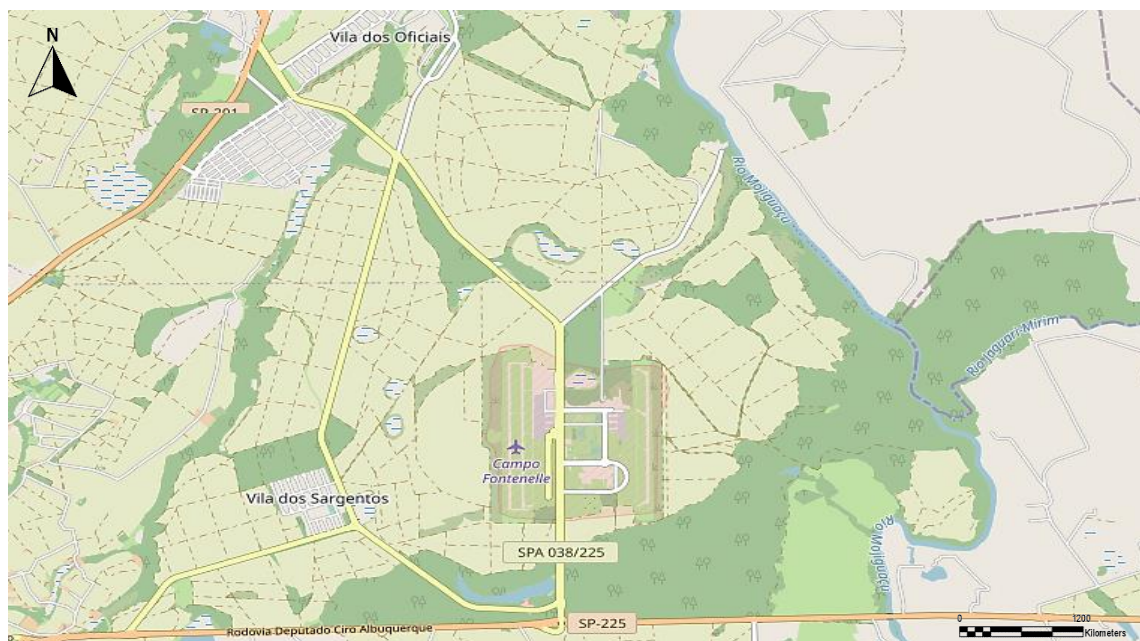 Vila dos Oficiais
N
SP-201
Rio Mojiguaçu
Rio Jaguari-Mirim
Campo
Fontenelle
Vila dos Sargentos
Rio Mojiguaçu
SPA 038/225
SP-225
Rodovia Deputado Ciro Albuquerque
0 1200
Kilometers